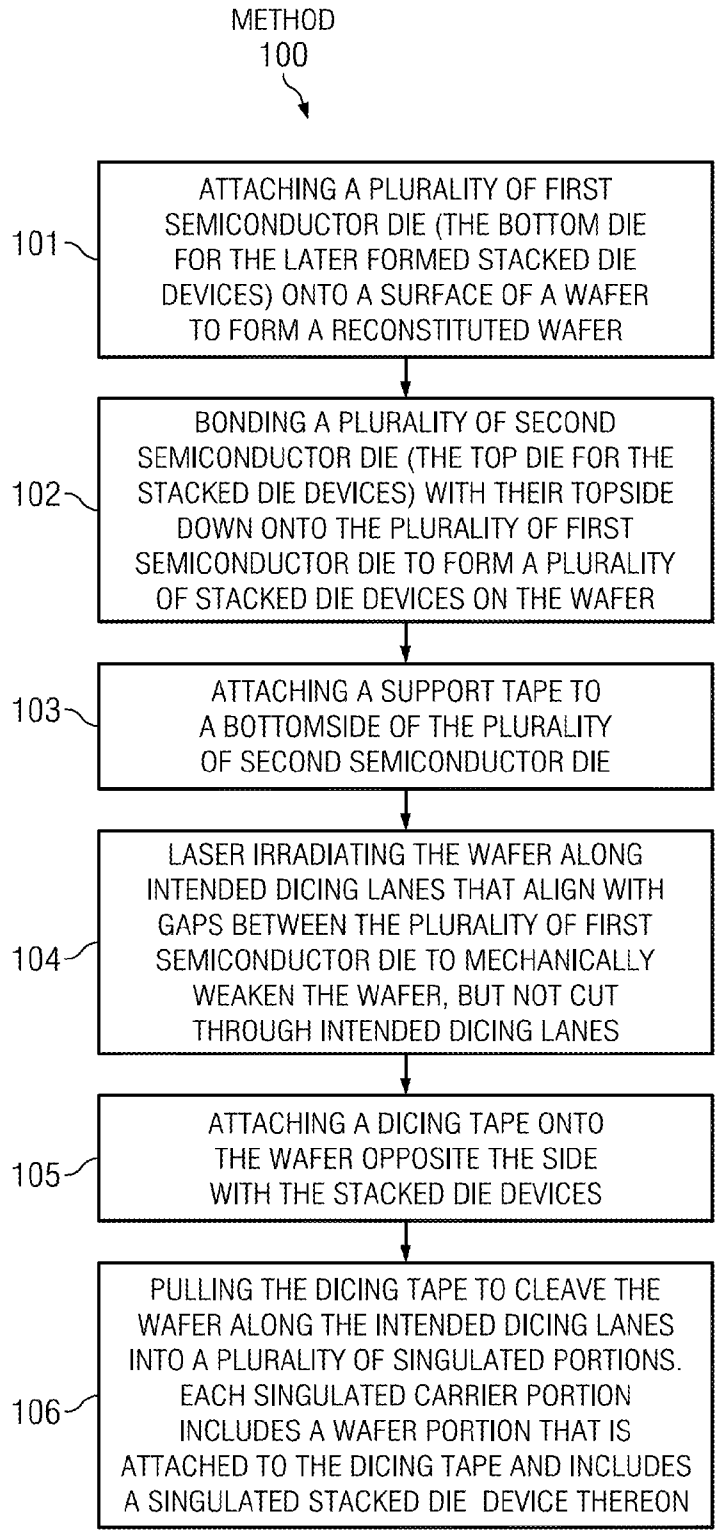 METHOD
100
101
ATTACHING A PLURALITY OF FIRST
SEMICONDUCTOR DIE (THE BOTTOM DIE
FOR THE LATER FORMED STACKED DIE
DEVICES) ONTO A SURFACE OF A WAFER
TO FORM A RECONSTITUTED WAFER
102
BONDING A PLURALITY OF SECOND
SEMICONDUCTOR DIE (THE TOP DIE FOR THE
STACKED DIE DEVICES) WITH THEIR TOPSIDE
DOWN ONTO THE PLURALITY OF FIRST
SEMICONDUCTOR DIE TO FORM A PLURALITY
OF STACKED DIE DEVICES ON THE WAFER
103
ATTACHING A SUPPORT TAPE TO
A BOTTOMSIDE OF THE PLURALITY
OF SECOND SEMICONDUCTOR DIE
104
LASER IRRADIATING THE WAFER ALONG
INTENDED DICING LANES THAT ALIGN WITH
GAPS BETWEEN THE PLURALITY OF FIRST
SEMICONDUCTOR DIE TO MECHANICALLY
WEAKEN THE WAFER, BUT NOT CUT
THROUGH INTENDED DICING LANES
105
ATTACHING A DICING TAPE ONTO
THE WAFER OPPOSITE THE SIDE
WITH THE STACKED DIE DEVICES
106
PULLING THE DICING TAPE TO CLEAVE THE
WAFER ALONG THE INTENDED DICING LANES
INTO A PLURALITY OF SINGULATED PORTIONS.
EACH SINGULATED CARRIER PORTION
INCLUDES A WAFER PORTION THAT IS
ATTACHED TO THE DICING TAPE AND INCLUDES
A SINGULATED STACKED DIE DEVICE THEREON